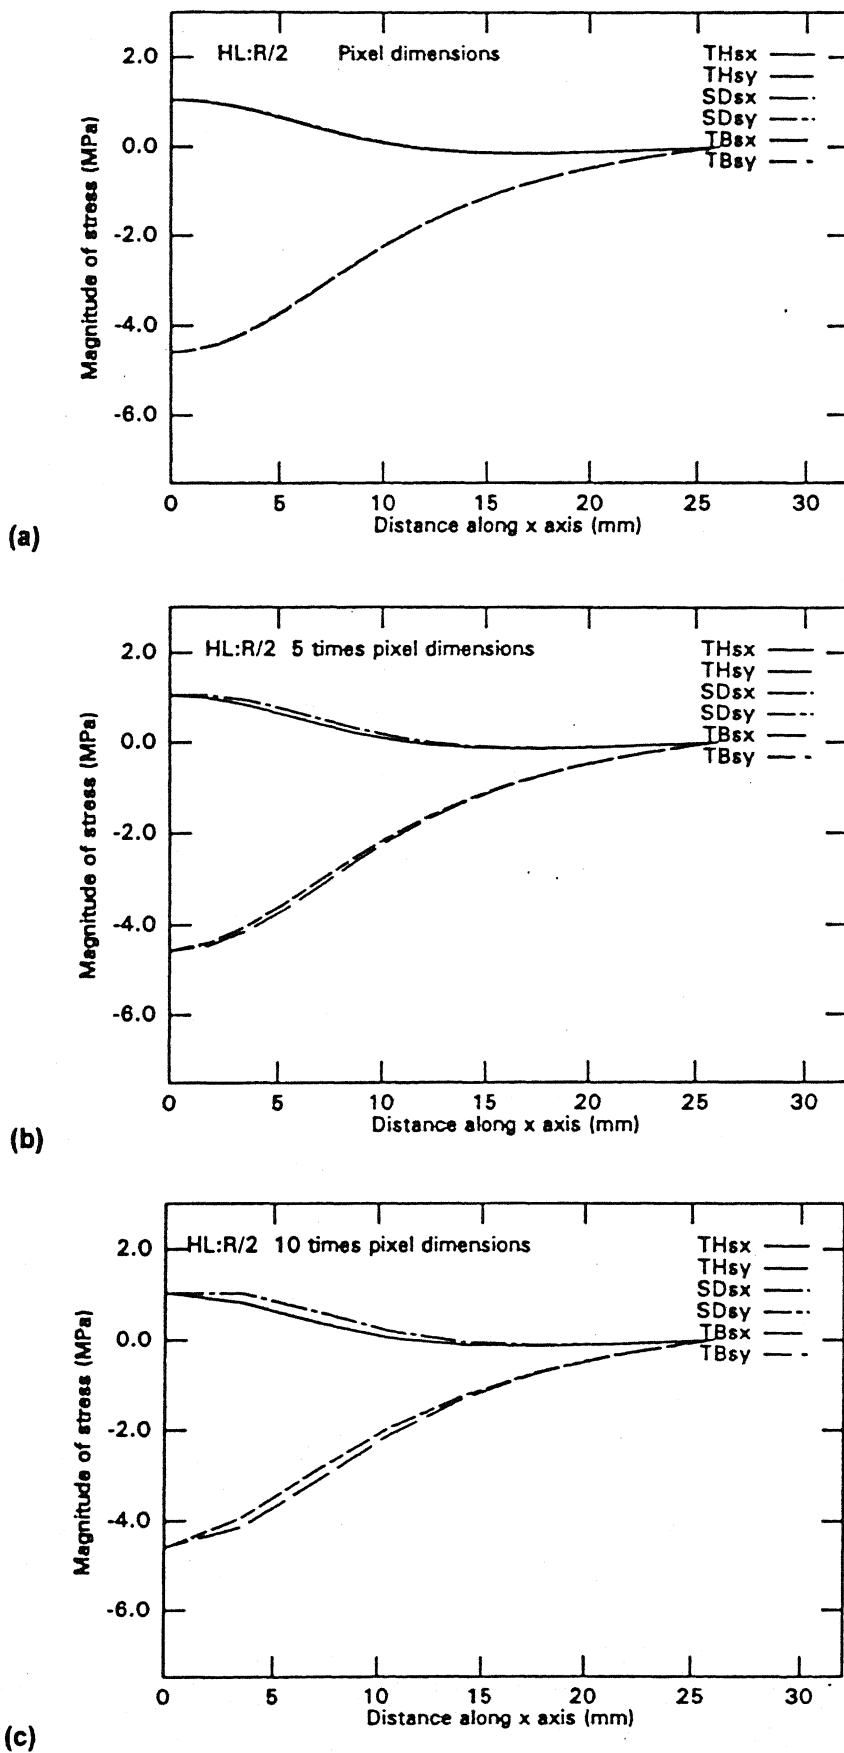 HL:R/2 Pixel dimensions
THsx
THsy
SDsx
SDsy
TBsx
TBsy
2.0
0.0
-2.0
-4.0
-6.0
Magnitude of stress (MPa)
0 5 10 15 20 25 30
Distance along x axis (mm)
(a)
HL:R/2 5 times pixel dimensions
THsx
THsy
SDsx
SDsy
TBsx
TBsy
2.0
0.0
-2.0
-4.0
-6.0
Magnitude of stress (MPa)
0 5 10 15 20 25 30
Distance along x axis (mm)
(b)
HL:R/2 10 times pixel dimensions
THsx
THsy
SDsx
SDsy
TBsx
TBsy
2.0
0.0
-2.0
-4.0
-6.0
Magnitude of stress (MPa)
0 5 10 15 20 25 30
Distance along x axis (mm)
(c)